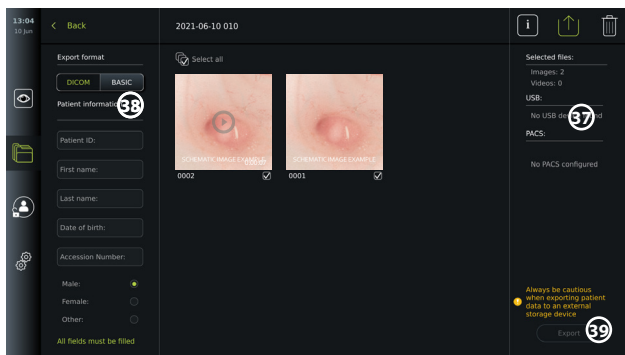 13:04
10 Jun
Back
2021-06-10 010
i
Export format
DICOM
BASIC
Patient information
38
Patient ID:
First name:
Last name:
Date of birth:
Accession Number:
Male:
Female:
Other:
All fields must be filled
Select all
SCHEMATIC IMAGE EXAMPLE
0002
SCHEMATIC IMAGE EXAMPLE
0001
Selected files:
Images: 2
Videos: 0
USB:
No USB
37
PACS:
No PACS configured
Always be cautious
when exporting patient
data to an external
storage device
Export
39